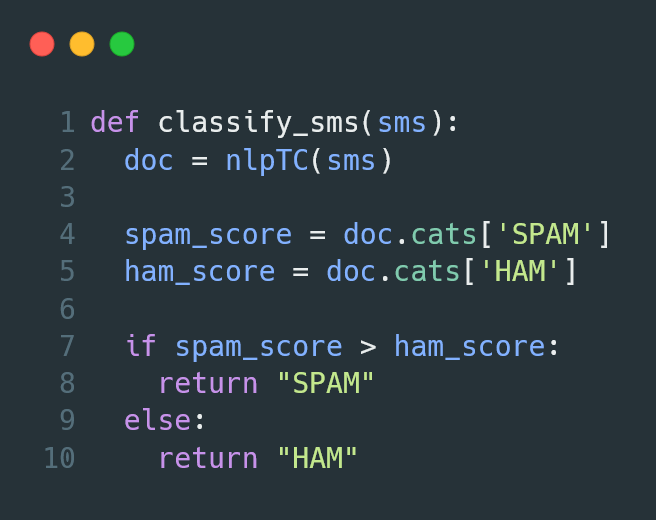 1 def classify_sms(sms):
2   doc = nlpTC(sms)
3
4   spam_score = doc.cats['SPAM']
5   ham_score = doc.cats['HAM']
6
7   if spam_score > ham_score:
8     return "SPAM"
9   else:
10     return "HAM"